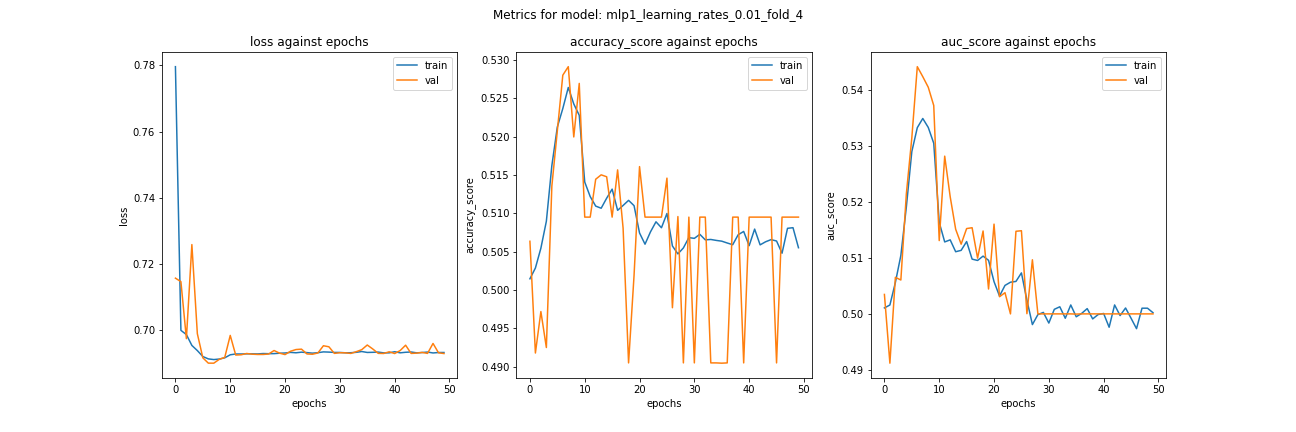 Metrics for model: mlp1_learning_rates_0.01_fold_4
loss against epochs
train
val
0.78
0.76
0.74
0.72
0.70
loss
0 10 20 30 40 50
epochs
accuracy_score against epochs
train
val
0.530
0.525
0.520
0.515
0.510
0.505
0.500
0.495
0.490
accuracy_score
0 10 20 30 40 50
epochs
auc_score against epochs
train
val
0.54
0.53
0.52
0.51
0.50
0.49
auc_score
0 10 20 30 40 50
epochs